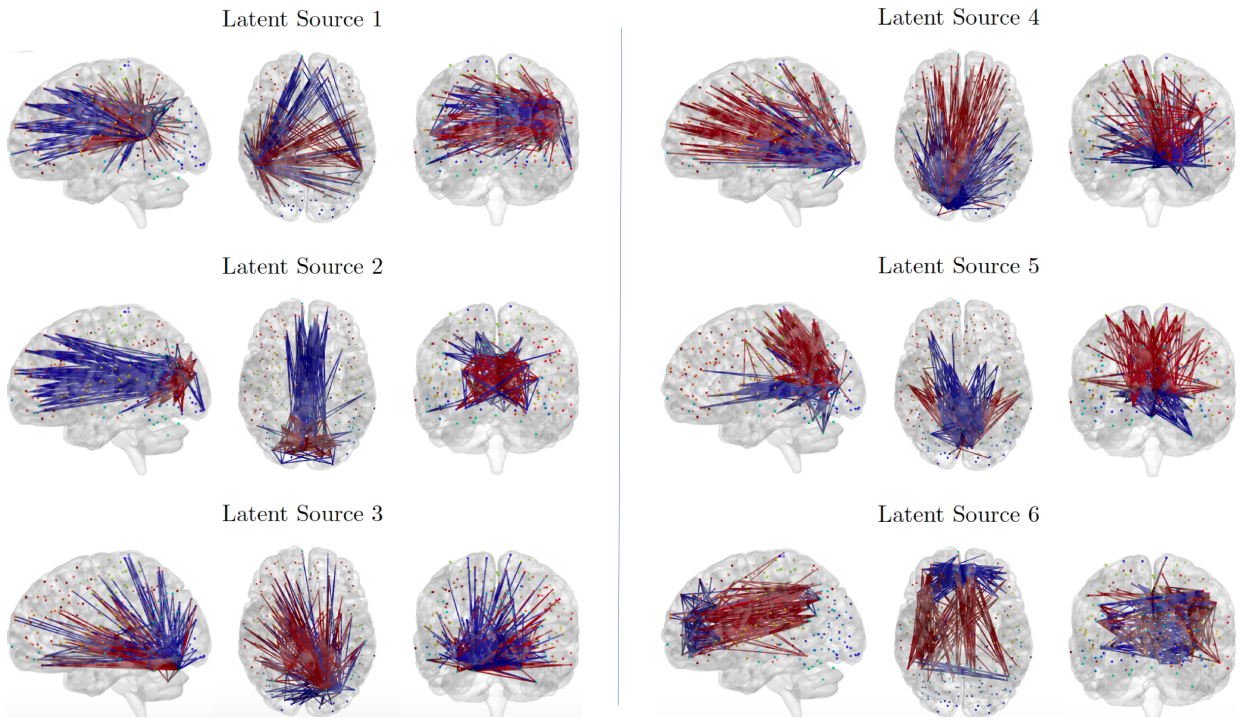 Latent Source 1
Latent Source 4
Latent Source 2
Latent Source 5
Latent Source 3
Latent Source 6